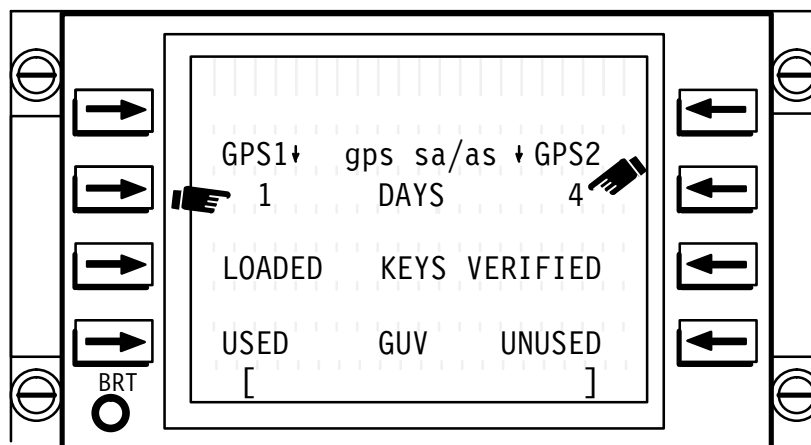 GPS1↓ gps sa/as ↓GPS2
1 DAYS 4
LOADED KEYS VERIFIED
USED GUV UNUSED
BRT
[ ]